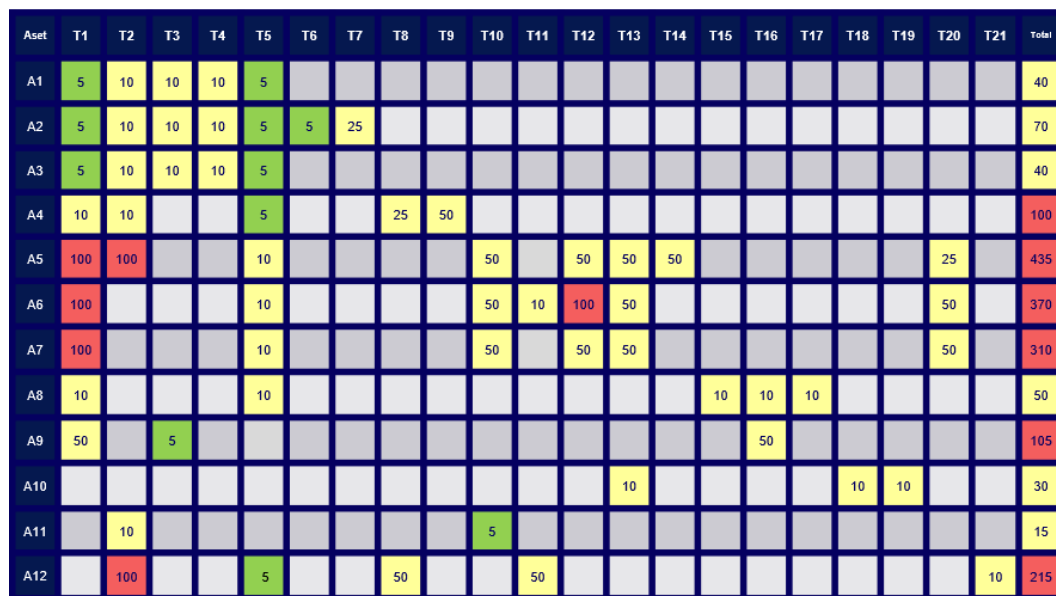 Aset T1 T2 T3 T4 T5 T6 T7 T8 T9 T10 T11 T12 T13 T14 T15 T16 T17 T18 T19 T20 T21 Total
A1 5 10 10 10 5 40
A2 5 10 10 10 5 5 25 70
A3 5 10 10 10 5 40
A4 10 10 5 25 50 100
A5 100 100 10 50 50 50 50 25 435
A6 100 10 50 10 100 50 50 370
A7 100 10 50 50 50 50 310
A8 10 10 10 10 10 50
A9 50 5 50 105
A10 10 10 10 30
A11 10 5 15
A12 100 5 50 50 10 215